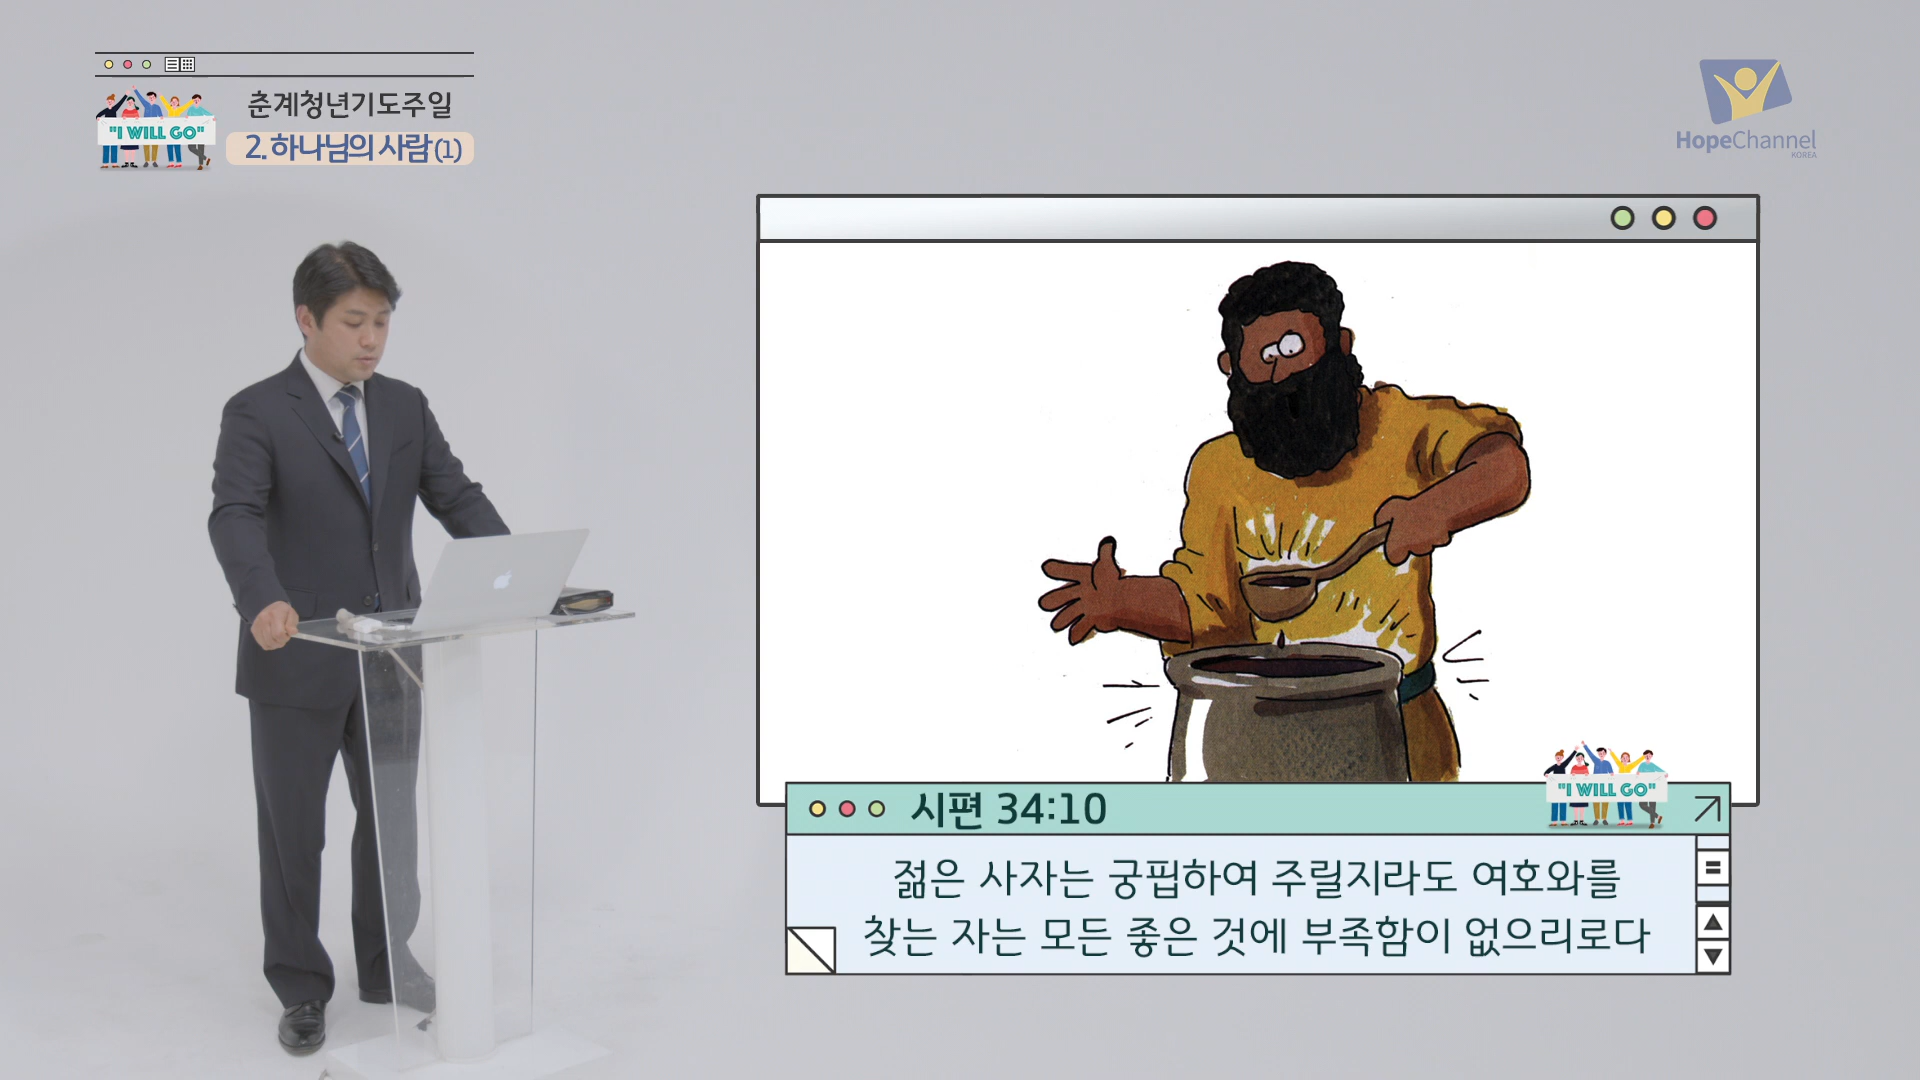 춘계청년기도주일
"I WILL GO"
2. 하나님의 사람 (1)
HopeChannel
KOREA
시편 34:10
"I WILL GO"
젊은 사자는 궁핍하여 주릴지라도 여호와를
찾는 자는 모든 좋은 것에 부족함이 없으리로다